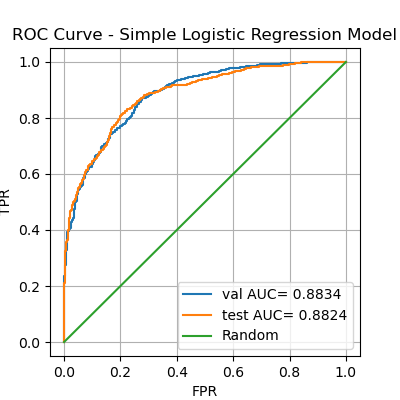 ROC Curve - Simple Logistic Regression Model
1.0
0.8
0.6
0.4
0.2
0.0
TPR
val AUC= 0.8834
test AUC= 0.8824
Random
0.0 0.2 0.4 0.6 0.8 1.0
FPR